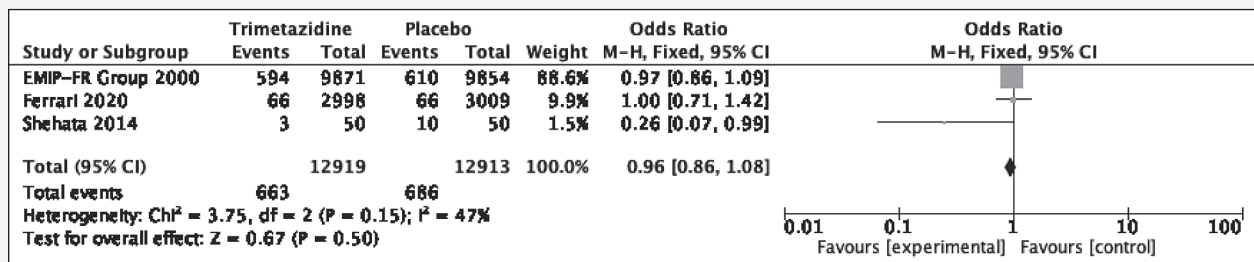 Trimetazidine Placebo Odds Ratio Odds Ratio
Study or Subgroup Events Total Events Total Weight M-H, Fixed, 95% CI M-H, Fixed, 95% CI
EMIP-FR Group 2000 594 9871 610 9854 88.6% 0.97 [0.86, 1.09]
Ferrari 2020 66 2998 66 3009 9.9% 1.00 [0.71, 1.42]
Shehata 2014 3 50 10 50 1.5% 0.26 [0.07, 0.99]
Total (95% CI) 12919 12913 100.0% 0.96 [0.86, 1.08]
Total events 663 686
Heterogeneity: Chi² = 3.75, df = 2 (P = 0.15); I² = 47%
Test for overall effect: Z = 0.67 (P = 0.50)
0.01 0.1 1 10 100
Favours [experimental] Favours [control]